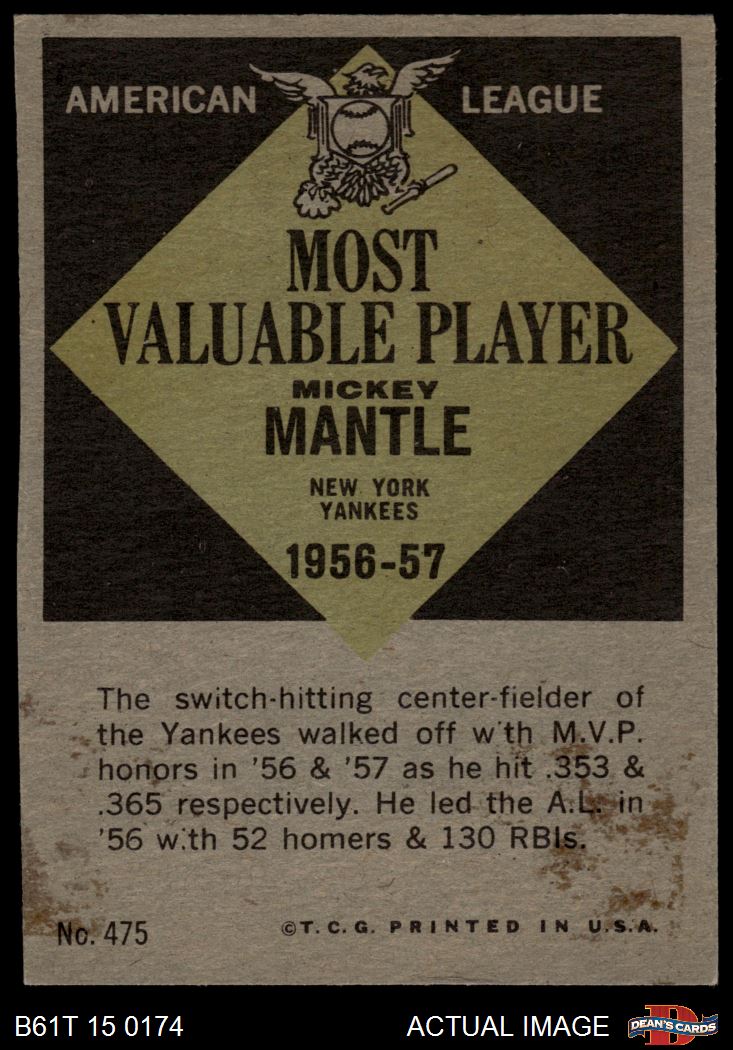 AMERICAN LEAGUE
MOST
VALUABLE PLAYER
MICKEY
MANTLE
NEW YORK
YANKEES
1956-57
The switch-hitting center-fielder of
the Yankees walked off w'th M.V.P.
honors in '56 & '57 as he hit .353 &
.365 respectively. He led the A.L. in
'56 w.th 52 homers & 130 RBIs.
No. 475 ©T.C.G. PRINTED IN U.S.A.
B61T 15 0174 ACTUAL IMAGE DEAN'S CARDS